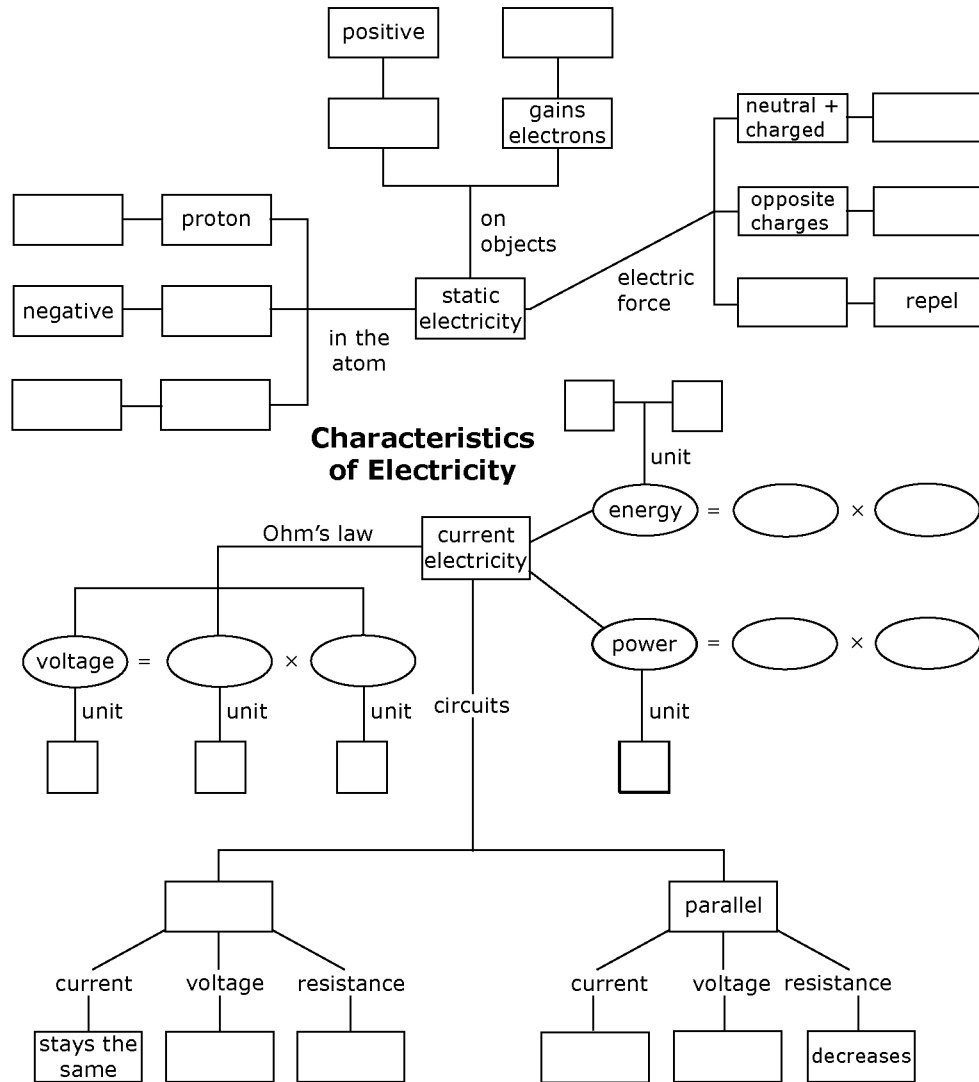 positive
gains
electrons
neutral +
charged
proton
on
objects
opposite
charges
electric
force
negative
static
electricity
in the
atom
repel
Characteristics
of Electricity
unit
energy = ×
Ohm's law
current
electricity
voltage = ×
power = ×
unit
unit
unit
circuits
unit
parallel
current
voltage
resistance
current
voltage
resistance
stays the
same
decreases